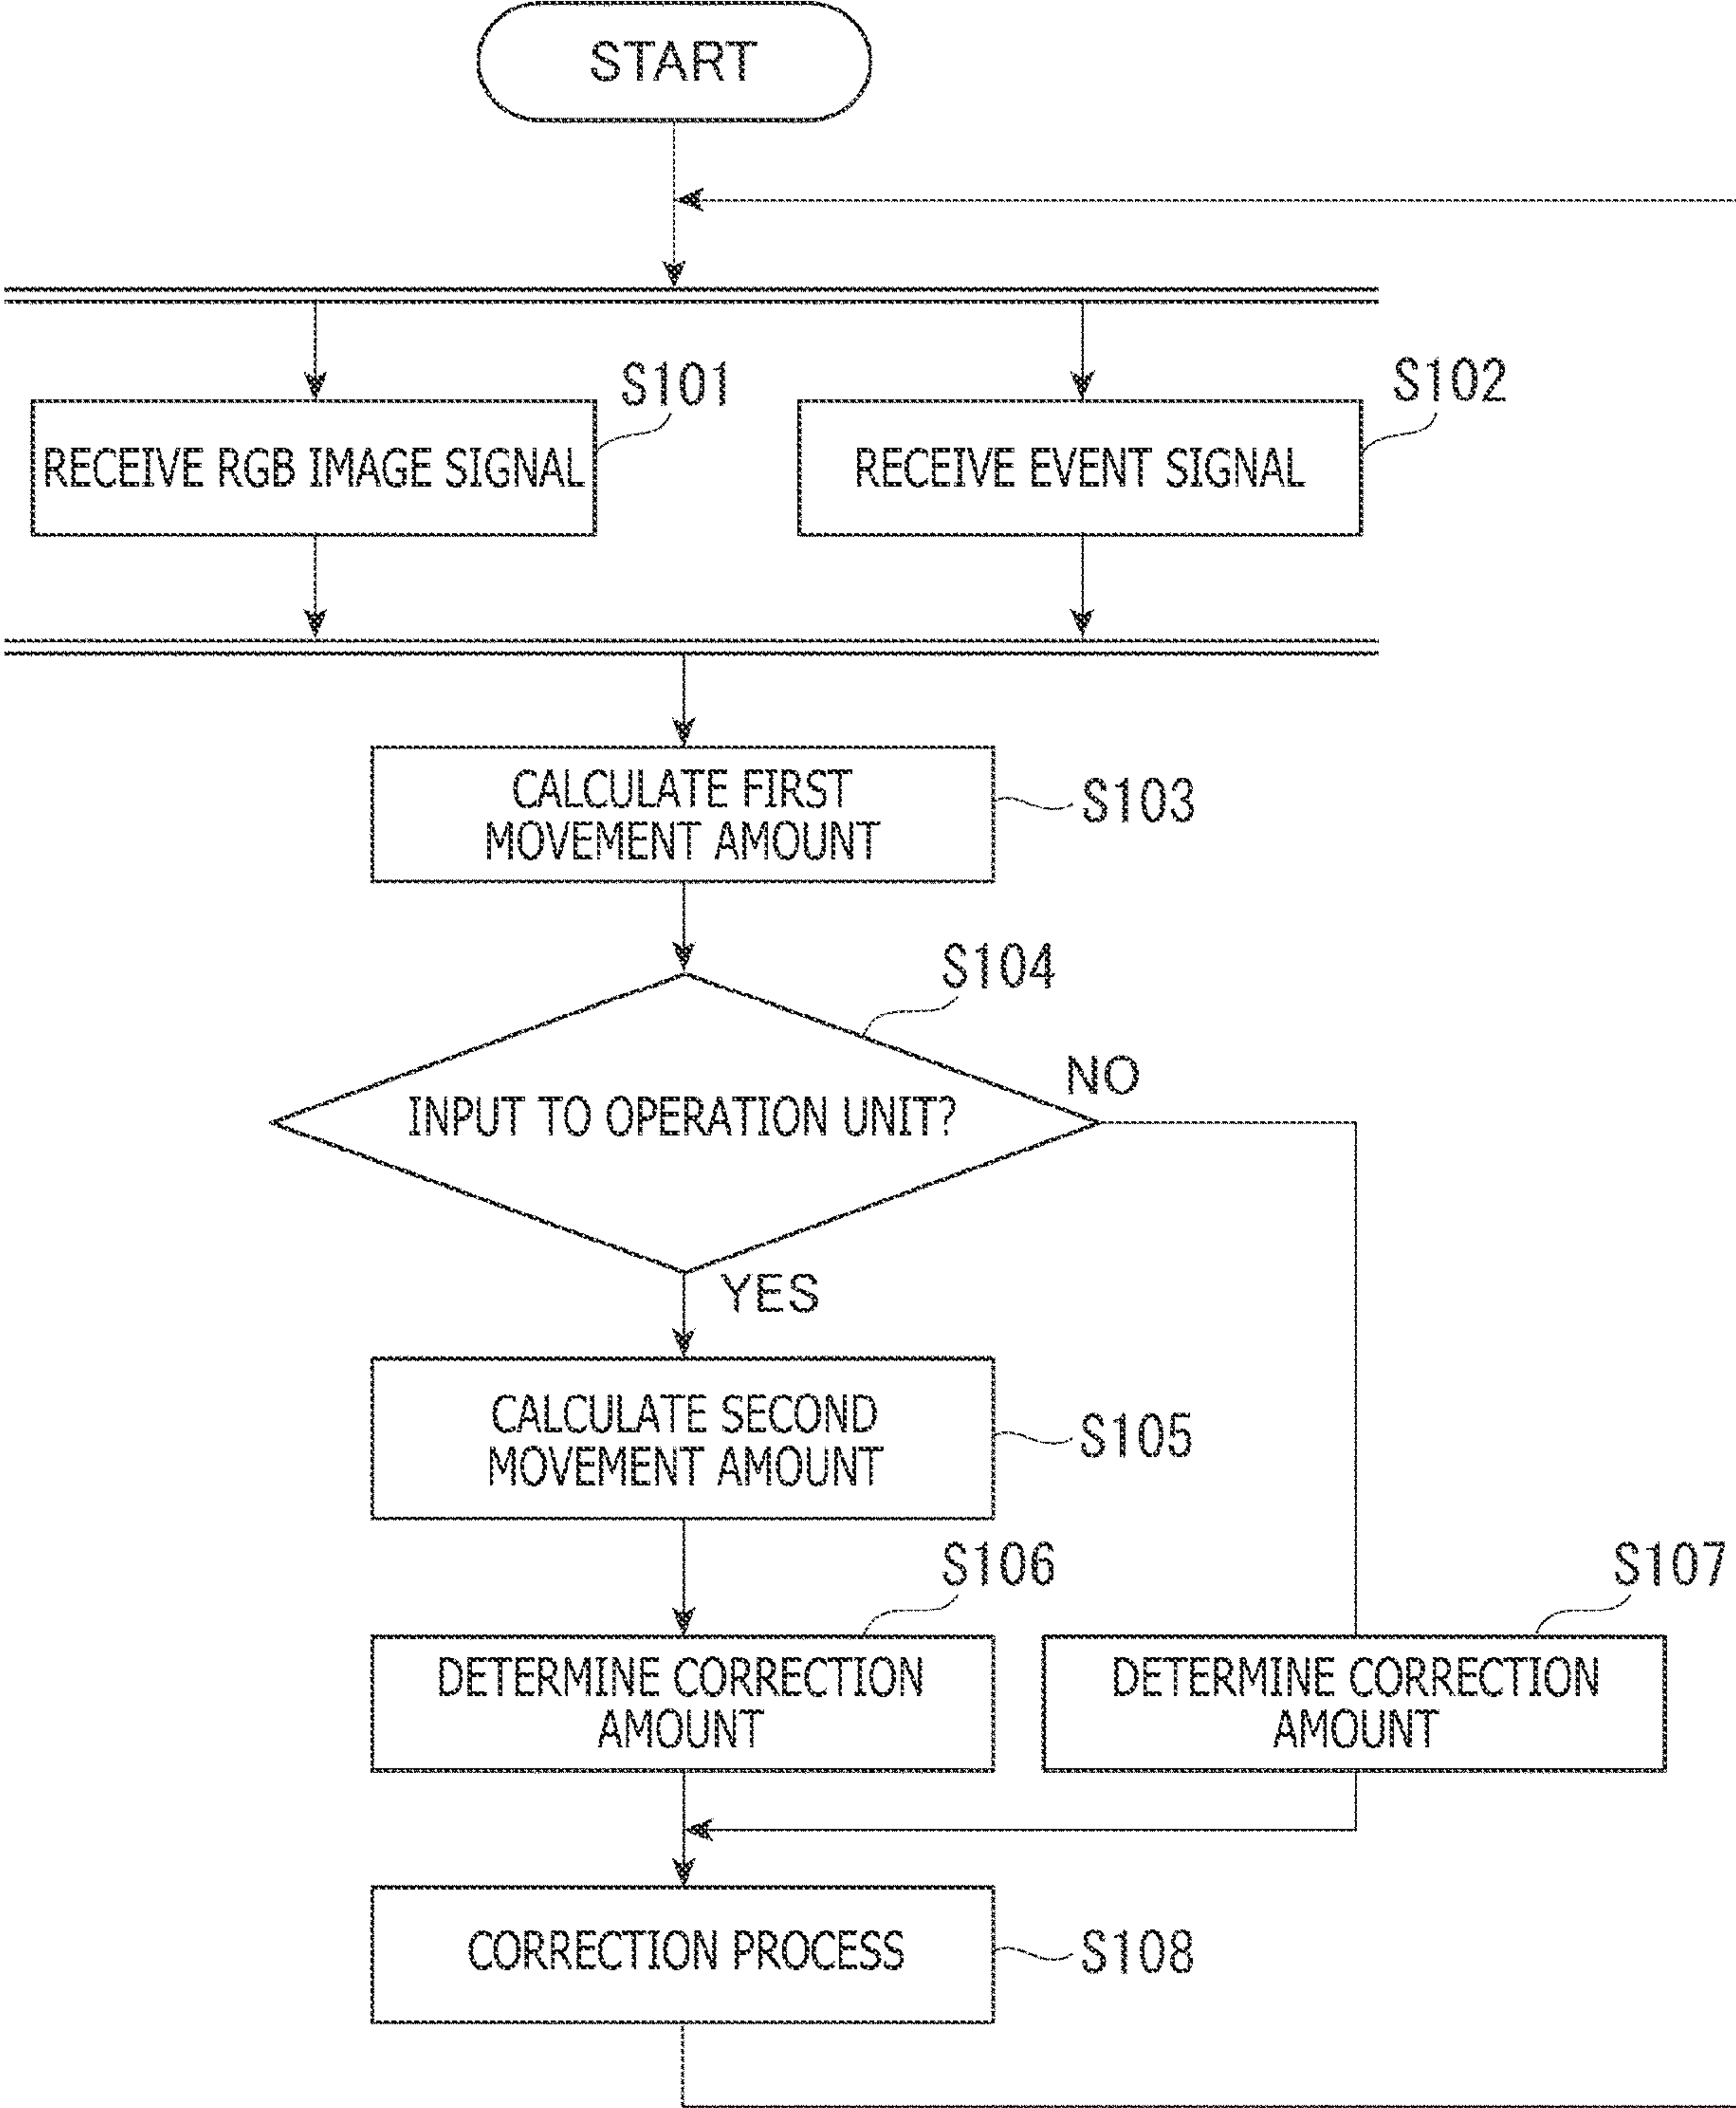 START
S101
S102
RECEIVE RGB IMAGE SIGNAL
RECEIVE EVENT SIGNAL
CALCULATE FIRST
MOVEMENT AMOUNT
S103
S104
INPUT TO OPERATION UNIT?
NO
YES
CALCULATE SECOND
MOVEMENT AMOUNT
S105
S106
S107
DETERMINE CORRECTION
AMOUNT
DETERMINE CORRECTION
AMOUNT
CORRECTION PROCESS
S108